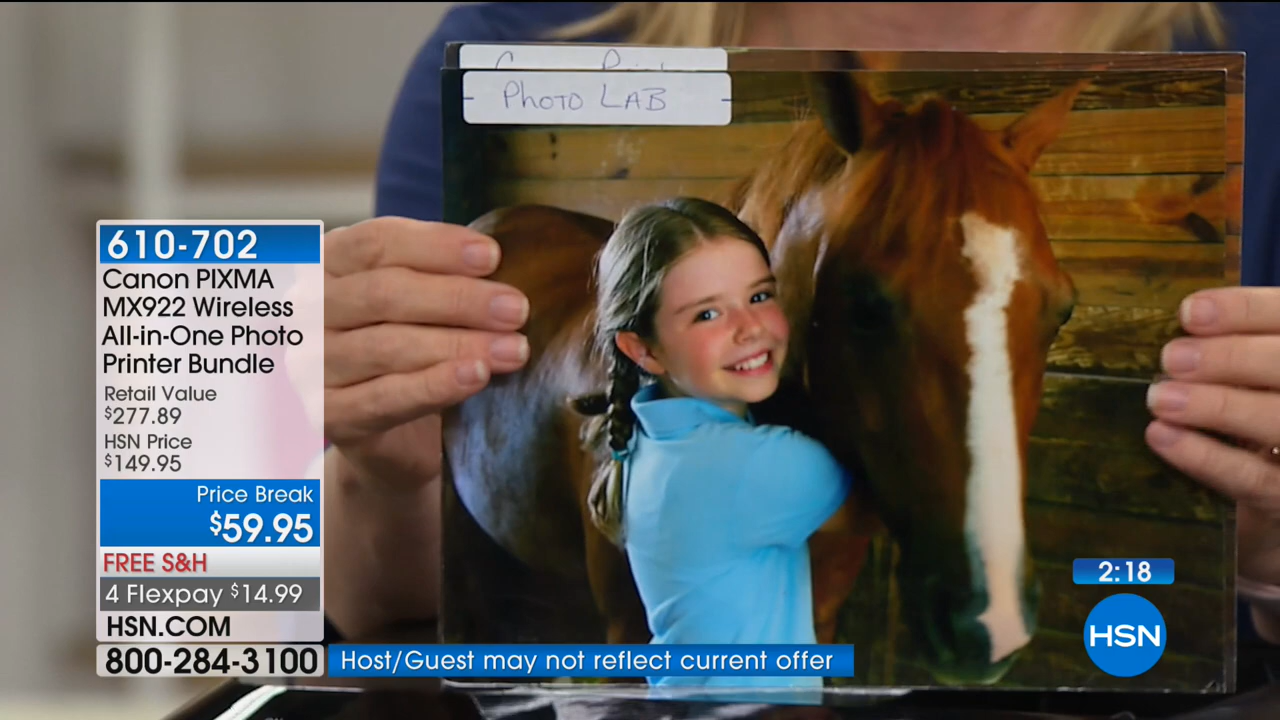 PHOTO LAB
610-702
Canon PIXMA
MX922 Wireless
All-in-One Photo
Printer Bundle
Retail Value
$277.89
HSN Price
$149.95
Price Break
$59.95
FREE S&H
4 Flexpay $14.99
HSN.COM
800-284-3100
Host/Guest may not reflect current offer
2:18
HSN